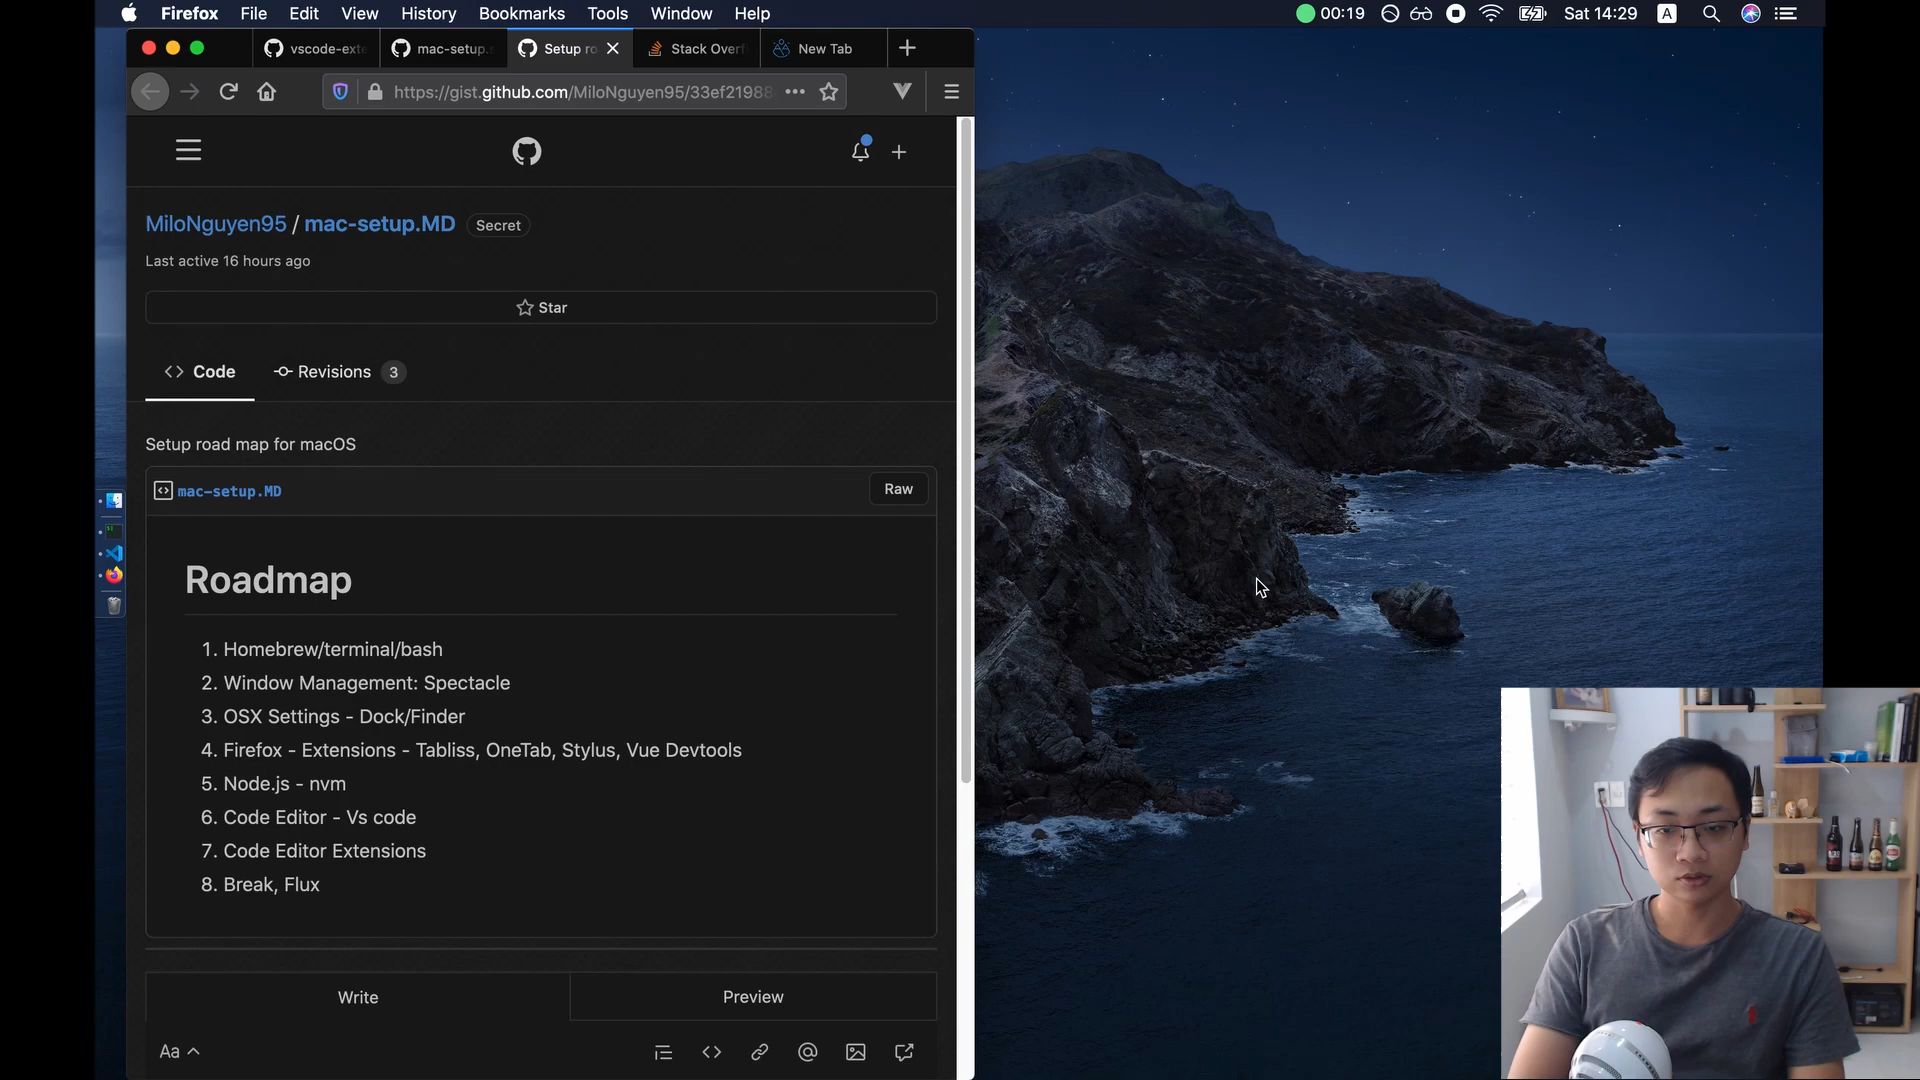 Firefox File Edit View History Bookmarks Tools Window Help 00:19 Sat 14:29 A
vscode-exte mac-setup. Setup ro Stack Overf New Tab
https://gist.github.com/MiloNguyen95/33ef21988
MiloNguyen95 / mac-setup.MD Secret
Last active 16 hours ago
Star
Code Revisions 3
Setup road map for macOS
mac-setup.MD Raw
Roadmap
1. Homebrew/terminal/bash
2. Window Management: Spectacle
3. OSX Settings - Dock/Finder
4. Firefox - Extensions - Tabliss, OneTab, Stylus, Vue Devtools
5. Node.js - nvm
6. Code Editor - Vs code
7. Code Editor Extensions
8. Break, Flux
Write Preview
Aa